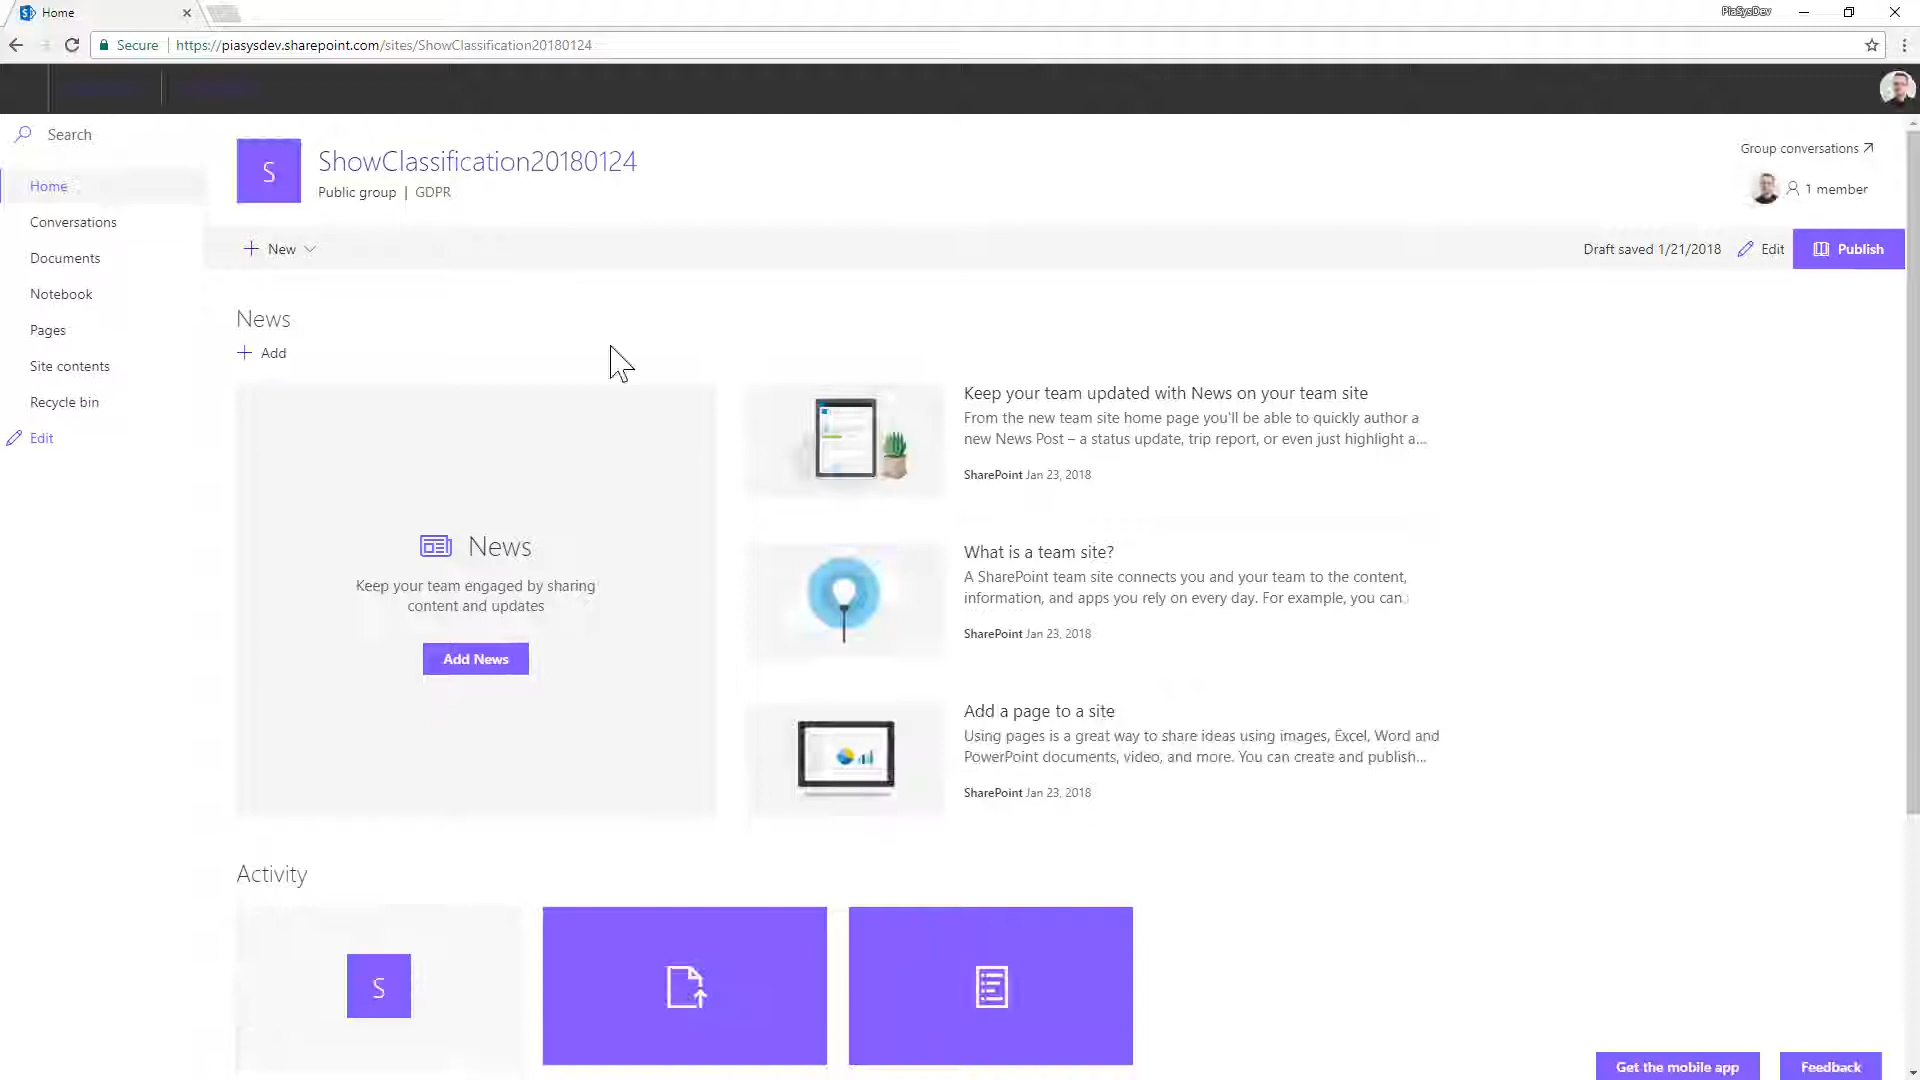 Home
PiaSysDev
Secure
https://piasysdev.sharepoint.com/sites/ShowClassification20180124
Search
S
ShowClassification20180124
Public group | GDPR
Group conversations
1 member
Home
Conversations
Documents
Notebook
Pages
Site contents
Recycle bin
Edit
New
Draft saved 1/21/2018
Edit
Publish
News
Add
News
Keep your team engaged by sharing
content and updates
Add News
Keep your team updated with News on your team site
From the new team site home page you'll be able to quickly author a
new News Post – a status update, trip report, or even just highlight a...
SharePoint Jan 23, 2018
What is a team site?
A SharePoint team site connects you and your team to the content,
information, and apps you rely on every day. For example, you can
SharePoint Jan 23, 2018
Add a page to a site
Using pages is a great way to share ideas using images, Excel, Word and
PowerPoint documents, video, and more. You can create and publish...
SharePoint Jan 23, 2018
Activity
S
Get the mobile app
Feedback